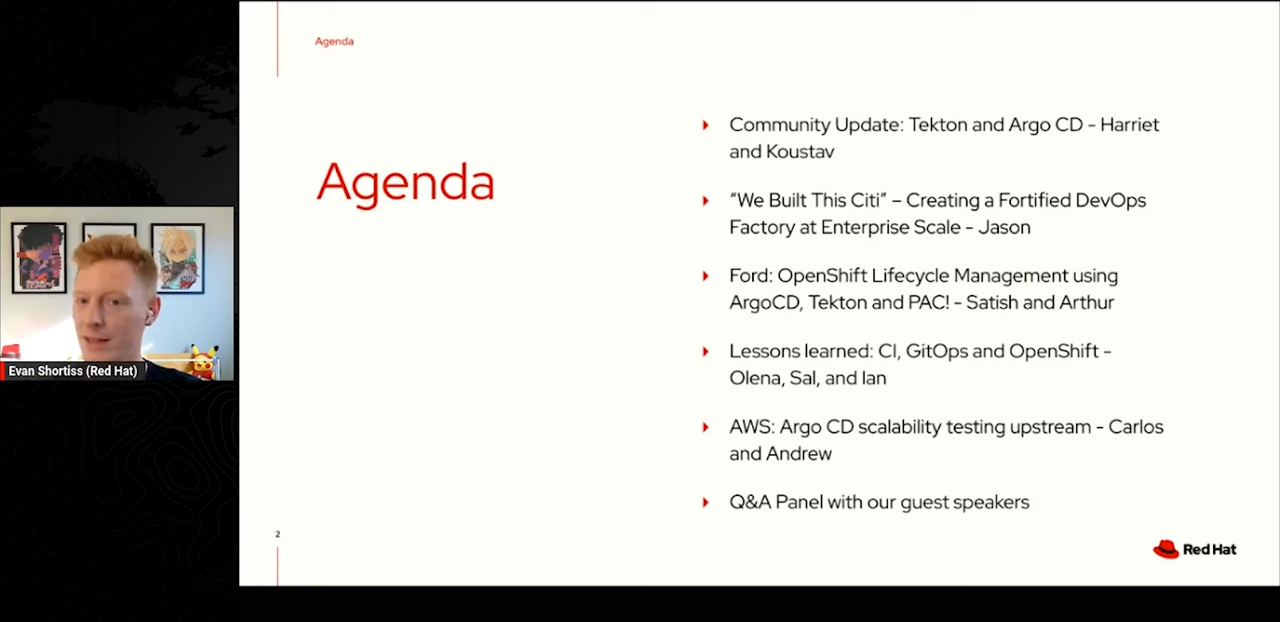 Agenda
Agenda
Community Update: Tekton and Argo CD - Harriet
and Koustav
“We Built This Citi” – Creating a Fortified DevOps
Factory at Enterprise Scale - Jason
Ford: OpenShift Lifecycle Management using
ArgoCD, Tekton and PAC! - Satish and Arthur
Lessons learned: CI, GitOps and OpenShift -
Olena, Sal, and Ian
AWS: Argo CD scalability testing upstream - Carlos
and Andrew
Q&A Panel with our guest speakers
2
Red Hat
Evan Shortiss (Red Hat)